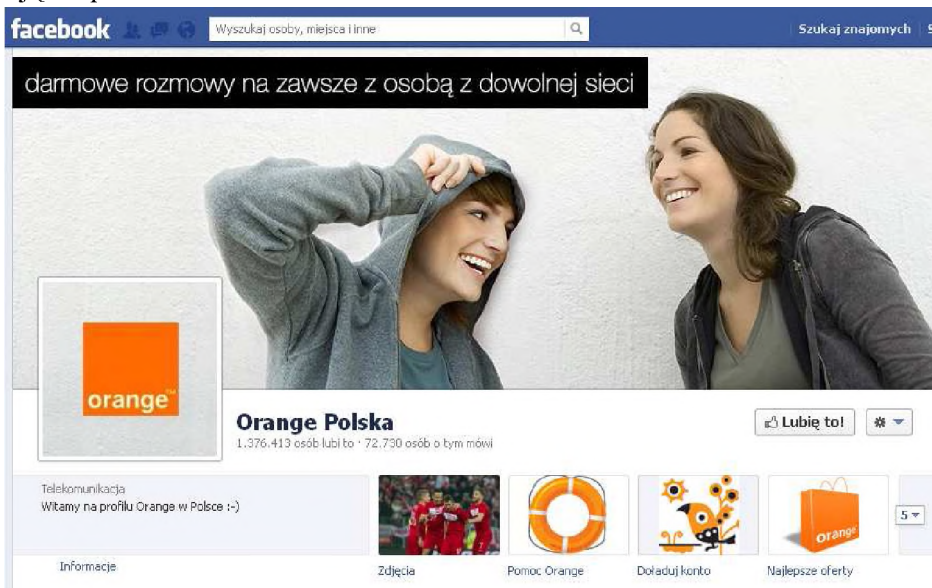 facebook
Wyszukaj osoby, miejsca i inne
Szukaj znajomych
darmowe rozmowy na zawsze z osobą z dowolnej sieci
orange™
Orange Polska
1.376.413 osób lubi to · 72.730 osób o tym mówi
Lubię to!
Telekomunikacja
Witamy na profilu Orange w Polsce :-)
orange
5
Informacje
Zdjęcia
Pomoc Orange
Doładuj konto
Najlepsze oferty